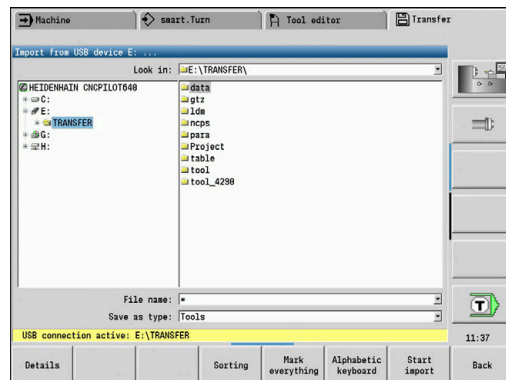 Machine
smart.Turn
Tool editor
Transfer
Import from USB device E: ...
Look in: E:\TRANSFER\
HEIDENHAIN CNCPILOT640
C:
E:
TRANSFER
G:
H:
data
gtz
ldm
ncps
para
Project
table
tool
tool_4290
File name: *
Save as type: Tools
USB connection active: E:\TRANSFER
T
11:37
Details
Sorting
Mark everything
Alphabetic keyboard
Start import
Back